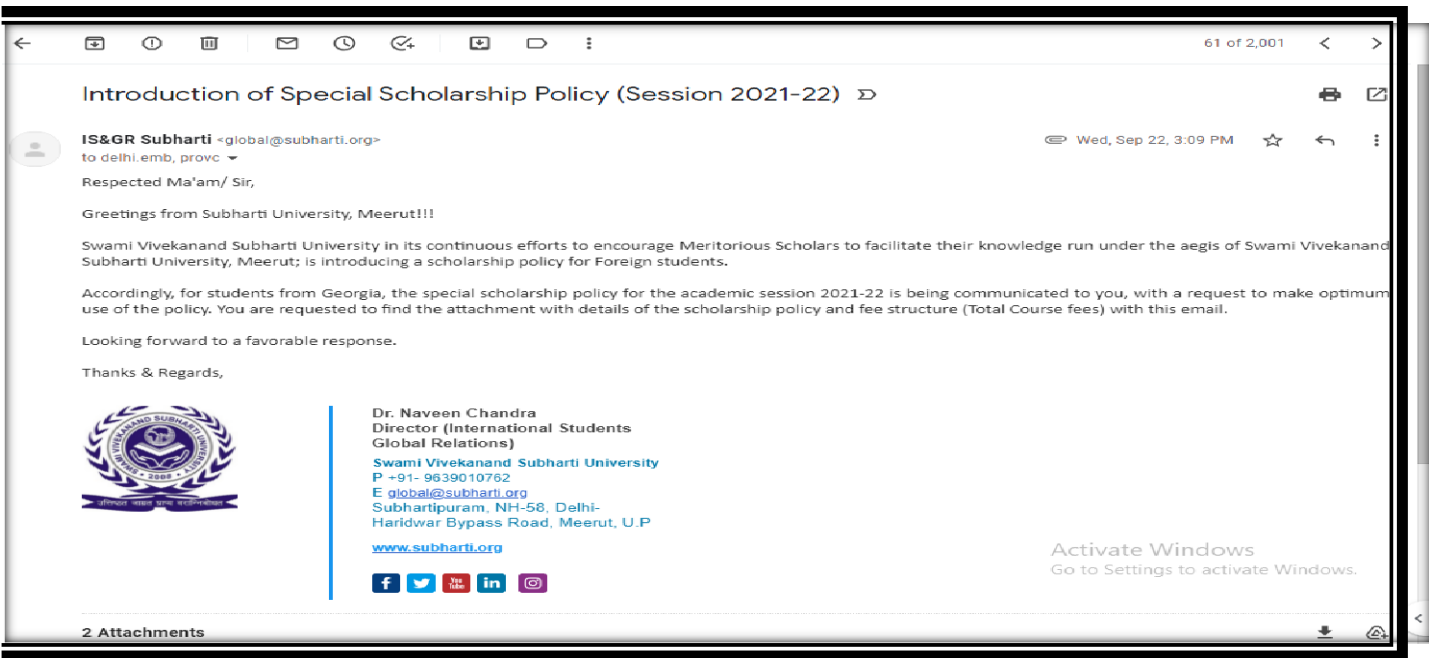 61 of 2,001
Introduction of Special Scholarship Policy (Session 2021-22)
IS&GR Subharti <global@subharti.org>
Wed, Sep 22, 3:09 PM
to delhi.emb, provc
Respected Ma'am/ Sir,
Greetings from Subharti University, Meerut!!!
Swami Vivekanand Subharti University in its continuous efforts to encourage Meritorious Scholars to facilitate their knowledge run under the aegis of Swami Vivekanand
Subharti University, Meerut; is introducing a scholarship policy for Foreign students.
Accordingly, for students from Georgia, the special scholarship policy for the academic session 2021-22 is being communicated to you, with a request to make optimum
use of the policy. You are requested to find the attachment with details of the scholarship policy and fee structure (Total Course fees) with this email.
Looking forward to a favorable response.
Thanks & Regards,
SWAMI VIVEKANAND SUBHARTI UNIVERSITY
2008
Dr. Naveen Chandra
Director (International Students
Global Relations)
Swami Vivekanand Subharti University
P +91- 9639010762
E global@subharti.org
Subhartipuram, NH-58, Delhi-
Haridwar Bypass Road, Meerut, U.P
www.subharti.org
You Tube
Activate Windows
Go to Settings to activate Windows.
2 Attachments